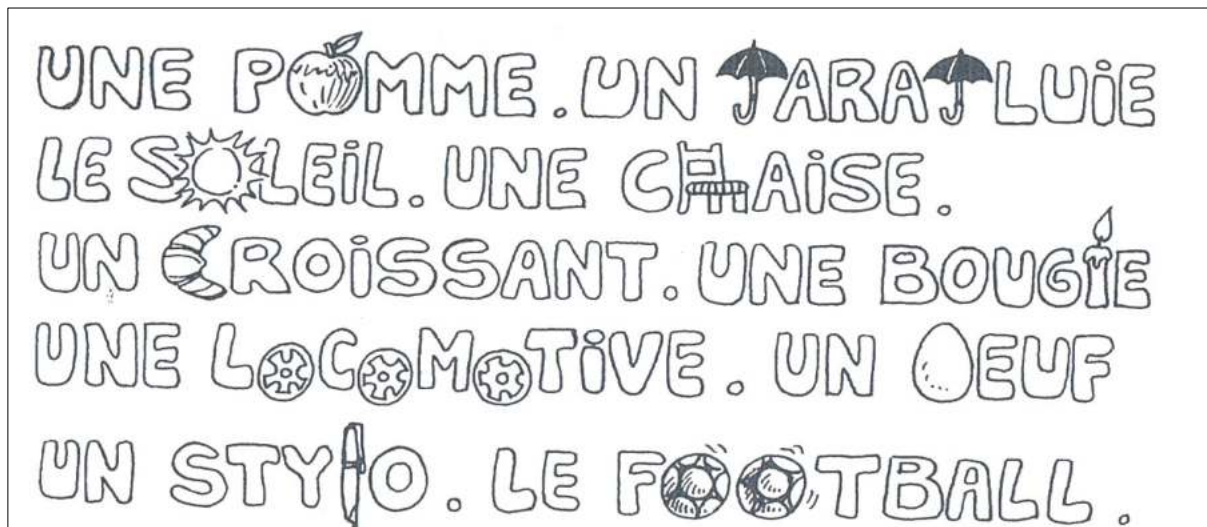 UNE POMME. UN PARAPLUiE
LE SOLEiL. UNE CHAiSE.
UN CROiSSANT. UNE BOUGIE
UNE LOCOMOTiVE. UN OEUF
UN STYLO. LE FOOTBALL.